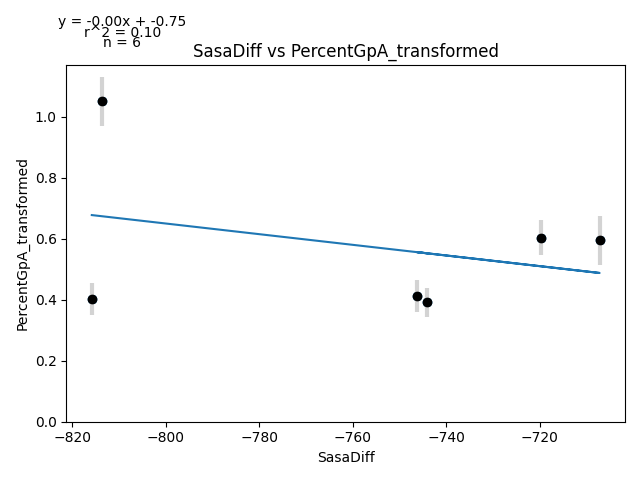 y = -0.00x + -0.75
r^2 = 0.10
n = 6
SasaDiff vs PercentGpA_transformed
PercentGpA_transformed
1.0
0.8
0.6
0.4
0.2
0.0
−820
−800
−780
−760
−740
−720
SasaDiff